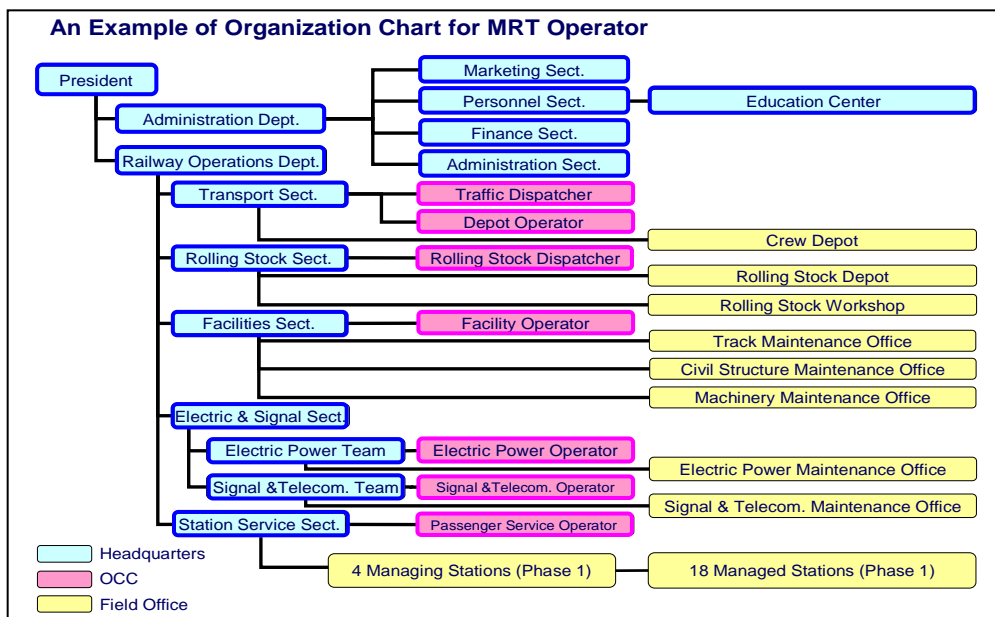 An Example of Organization Chart for MRT Operator
Marketing Sect.
President
Personnel Sect.
Education Center
Administration Dept.
Finance Sect.
Railway Operations Dept.
Administration Sect.
Transport Sect.
Traffic Dispatcher
Depot Operator
Crew Depot
Rolling Stock Sect.
Rolling Stock Dispatcher
Rolling Stock Depot
Rolling Stock Workshop
Facilities Sect.
Facility Operator
Track Maintenance Office
Civil Structure Maintenance Office
Machinery Maintenance Office
Electric & Signal Sect.
Electric Power Team
Electric Power Operator
Electric Power Maintenance Office
Signal &Telecom. Team
Signal &Telecom. Operator
Signal & Telecom. Maintenance Office
Station Service Sect.
Passenger Service Operator
Headquarters
4 Managing Stations (Phase 1)
18 Managed Stations (Phase 1)
OCC
Field Office